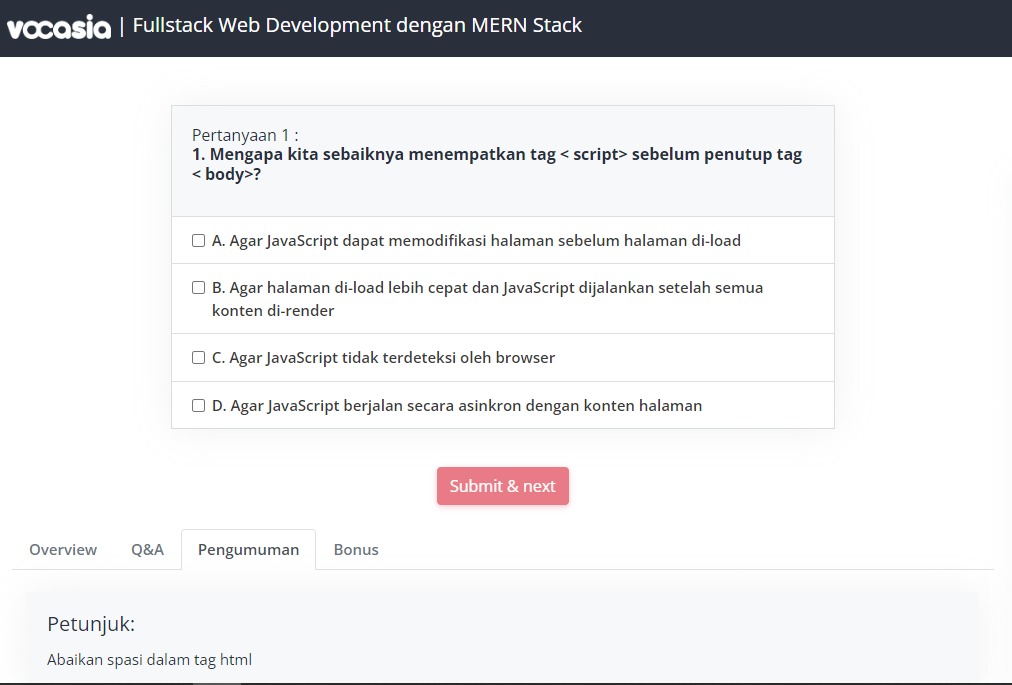 vocasia | Fullstack Web Development dengan MERN Stack
Pertanyaan 1 :
1. Mengapa kita sebaiknya menempatkan tag < script> sebelum penutup tag
< body>?
A. Agar JavaScript dapat memodifikasi halaman sebelum halaman di-load
B. Agar halaman di-load lebih cepat dan JavaScript dijalankan setelah semua
konten di-render
C. Agar JavaScript tidak terdeteksi oleh browser
D. Agar JavaScript berjalan secara asinkron dengan konten halaman
Submit & next
Overview Q&A Pengumuman Bonus
Petunjuk:
Abaikan spasi dalam tag html